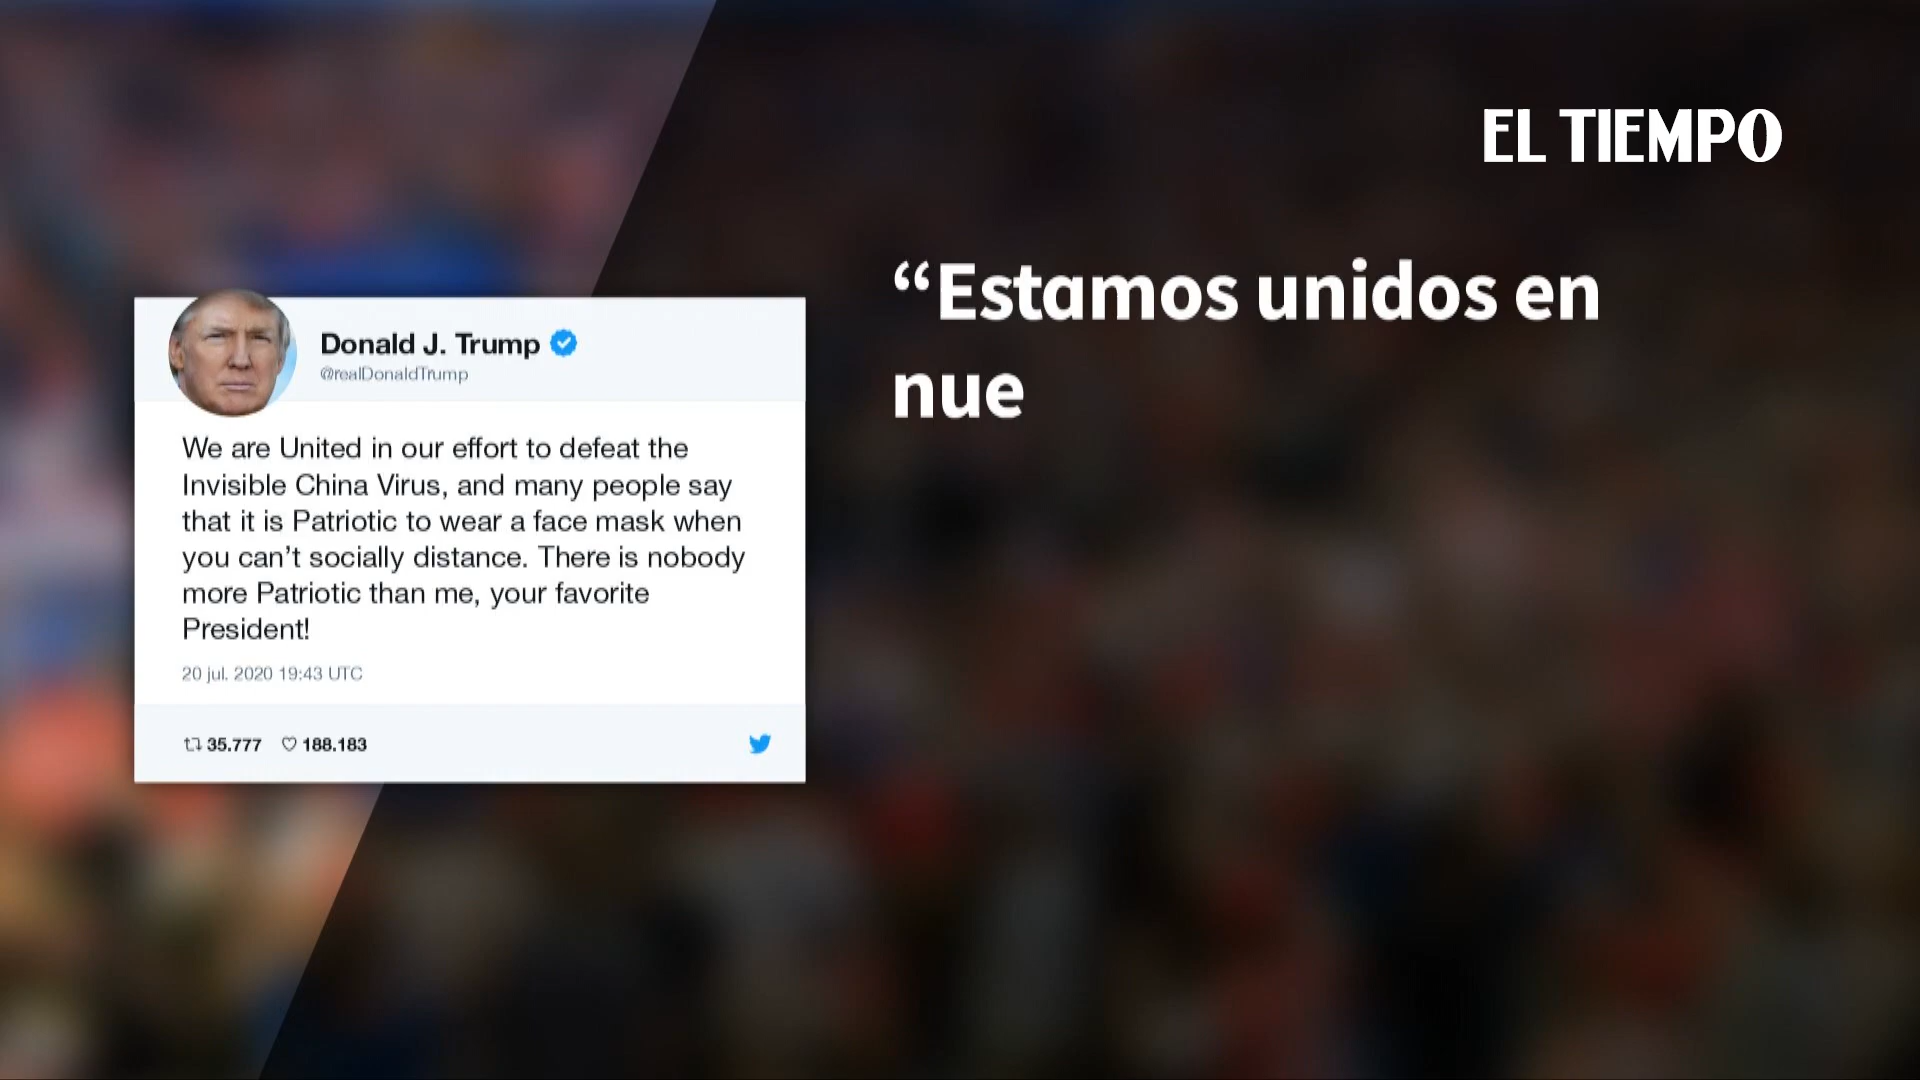 EL TIEMPO
“Estamos unidos en
nue
Donald J. Trump
@realDonaldTrump
We are United in our effort to defeat the
Invisible China Virus, and many people say
that it is Patriotic to wear a face mask when
you can’t socially distance. There is nobody
more Patriotic than me, your favorite
President!
20 jul. 2020 19:43 UTC
35.777 188.183